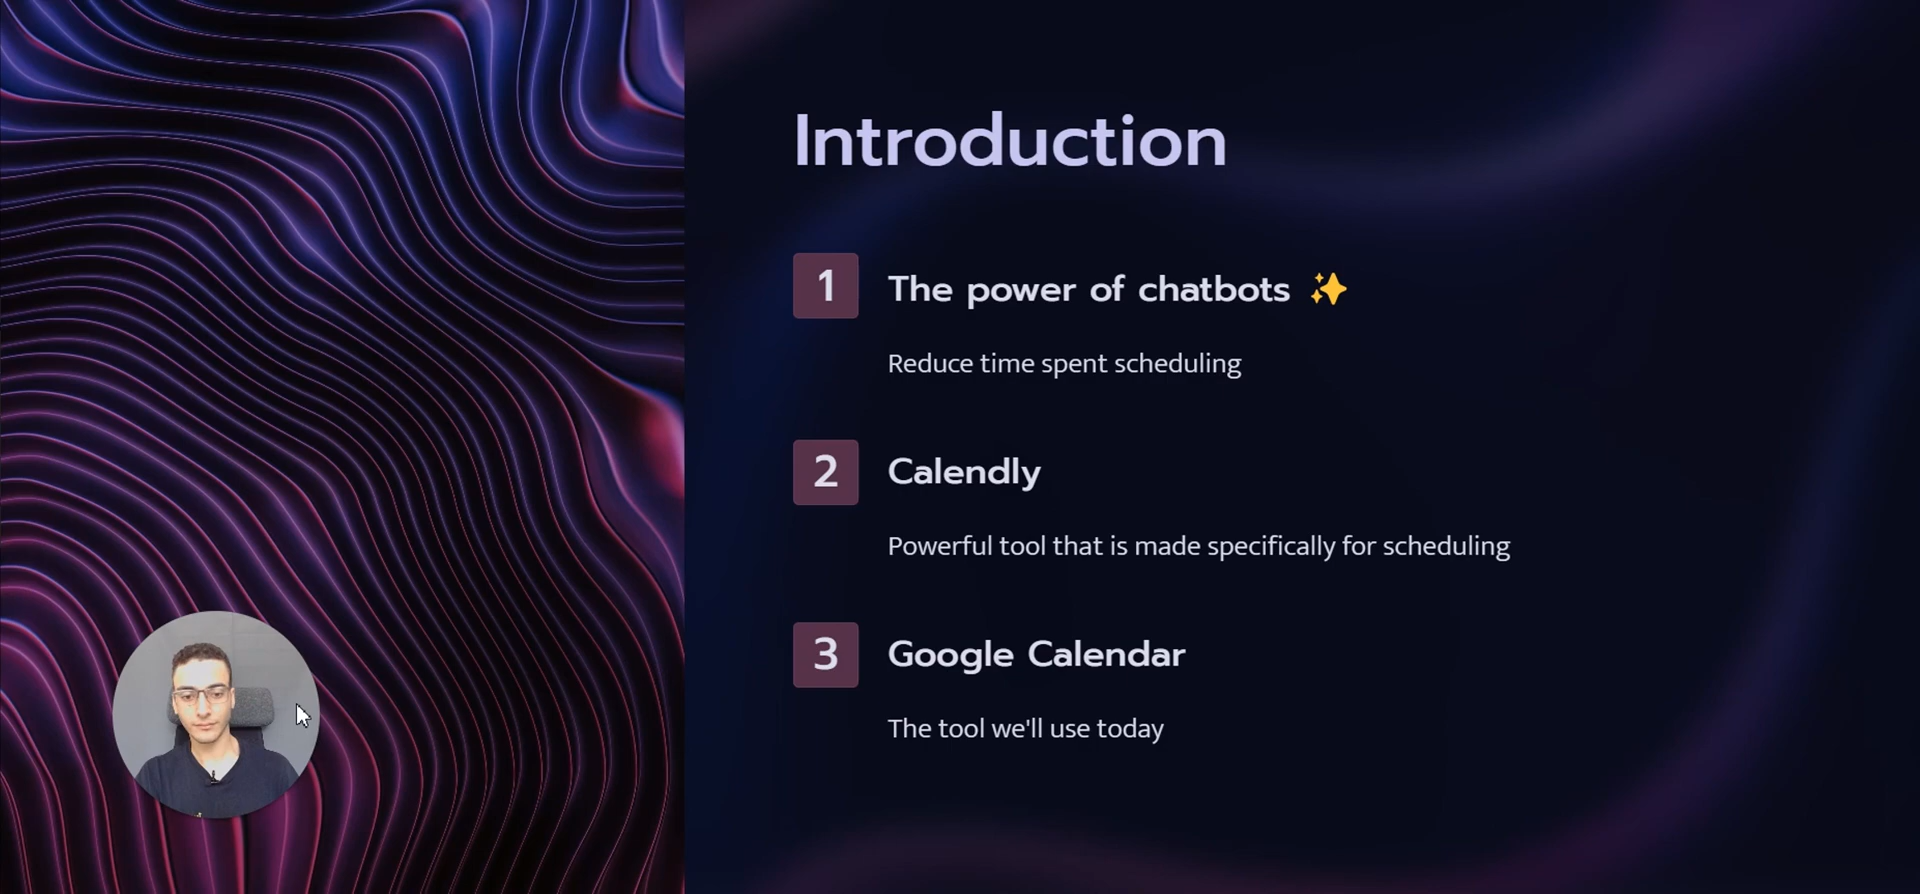 Introduction
1
The power of chatbots ✨
Reduce time spent scheduling
2
Calendly
Powerful tool that is made specifically for scheduling
3
Google Calendar
The tool we'll use today